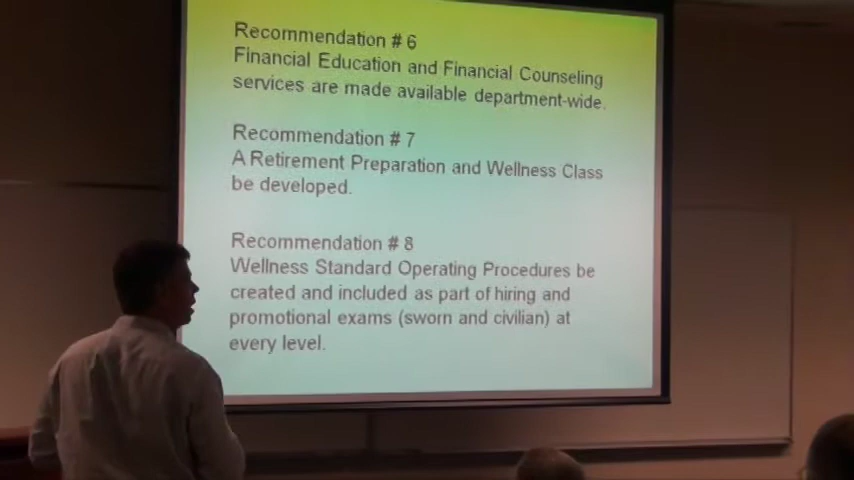 Recommendation # 6
Financial Education and Financial Counseling
services are made available department-wide.
Recommendation # 7
A Retirement Preparation and Wellness Class
be developed.
Recommendation # 8
Wellness Standard Operating Procedures be
created and included as part of hiring and
promotional exams (sworn and civilian) at
every level.